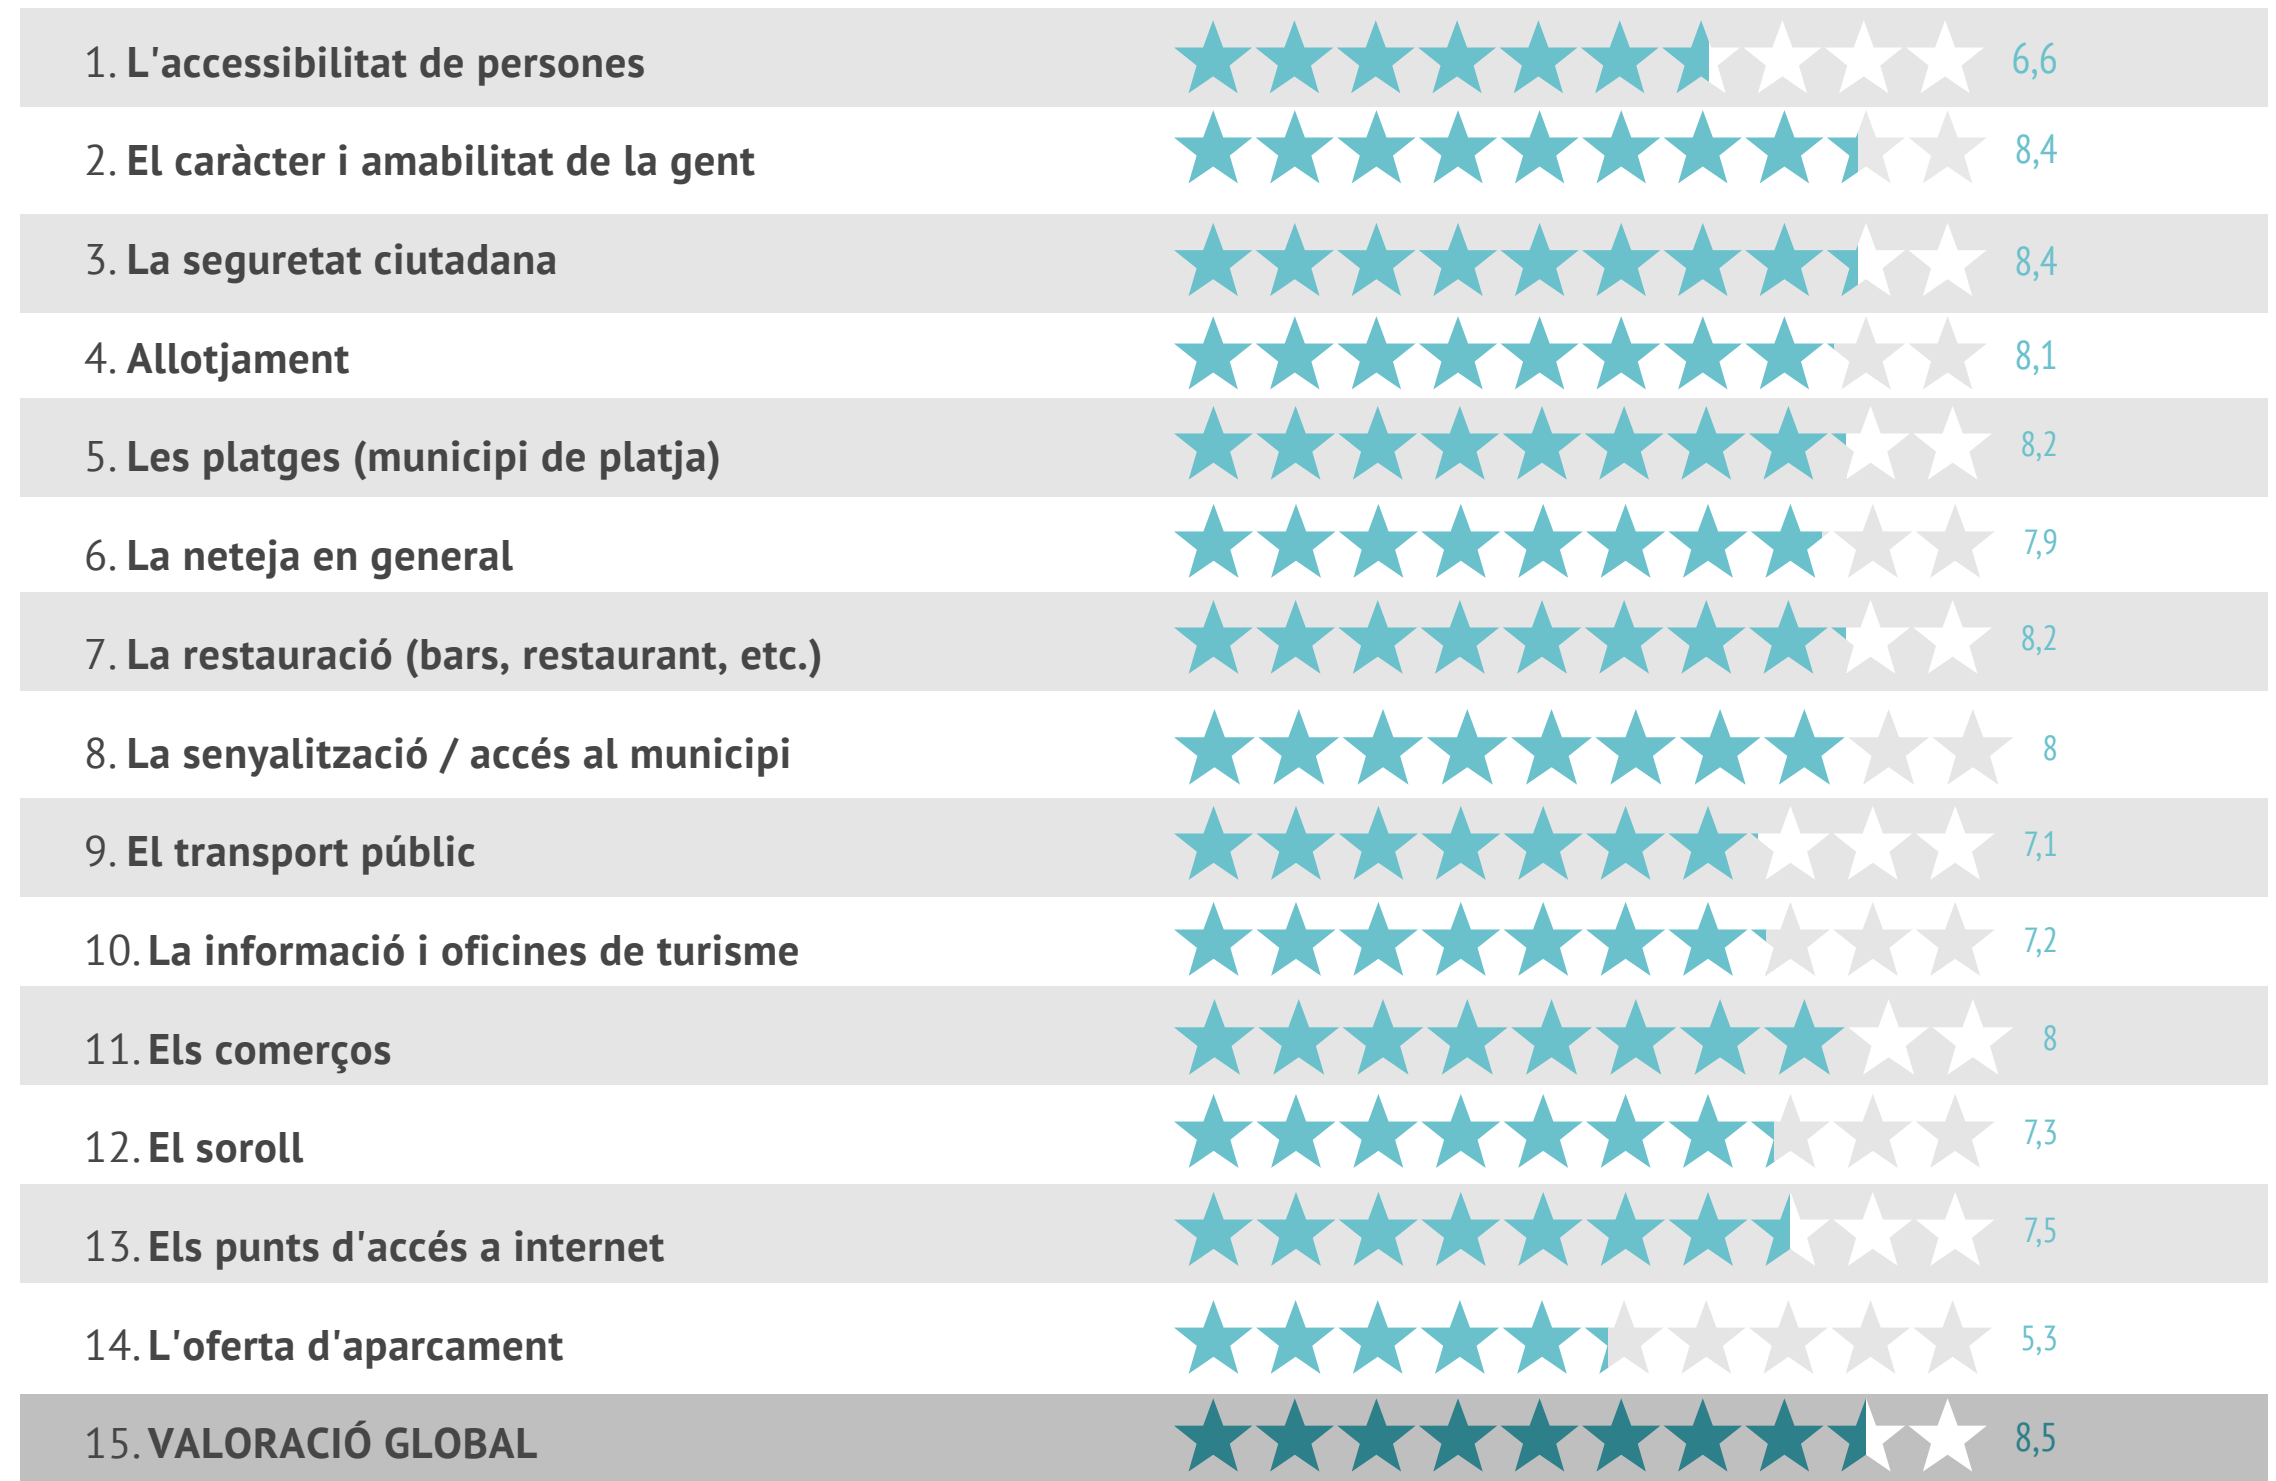 1. L'accessibilitat de persones 6,6
2. El caràcter i amabilitat de la gent 8,4
3. La seguretat ciutadana 8,4
4. Allotjament 8,1
5. Les platges (municipi de platja) 8,2
6. La neteja en general 7,9
7. La restauració (bars, restaurant, etc.) 8,2
8. La senyalització / accés al municipi 8
9. El transport públic 7,1
10. La informació i oficines de turisme 7,2
11. Els comerços 8
12. El soroll 7,3
13. Els punts d'accés a internet 7,5
14. L'oferta d'aparcament 5,3
15. VALORACIÓ GLOBAL 8,5